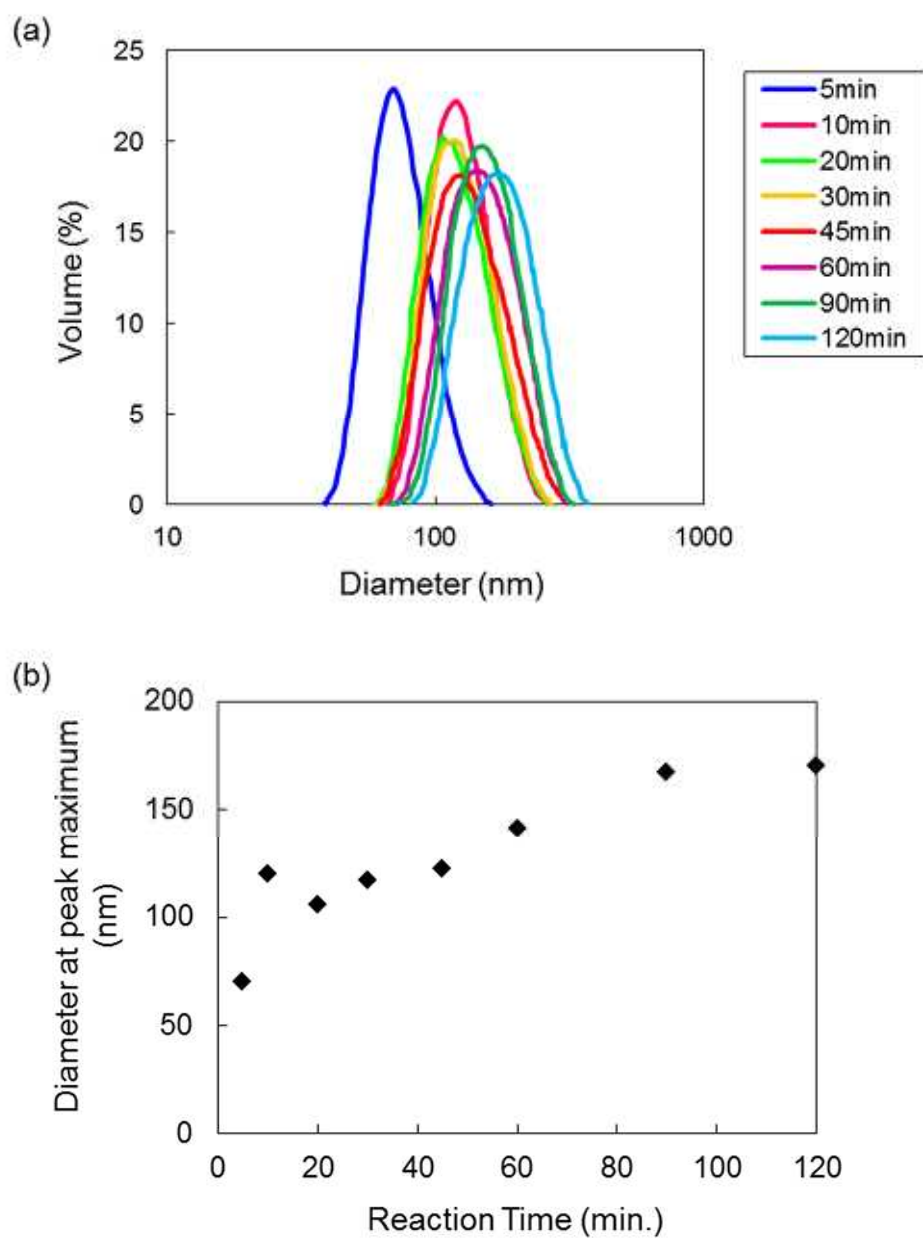 (a)
25
20
15
10
5
0
Volume (%)
10 100 1000
Diameter (nm)
5min
10min
20min
30min
45min
60min
90min
120min
(b)
200
150
100
50
0
Diameter at peak maximum
(nm)
0 20 40 60 80 100 120
Reaction Time (min.)